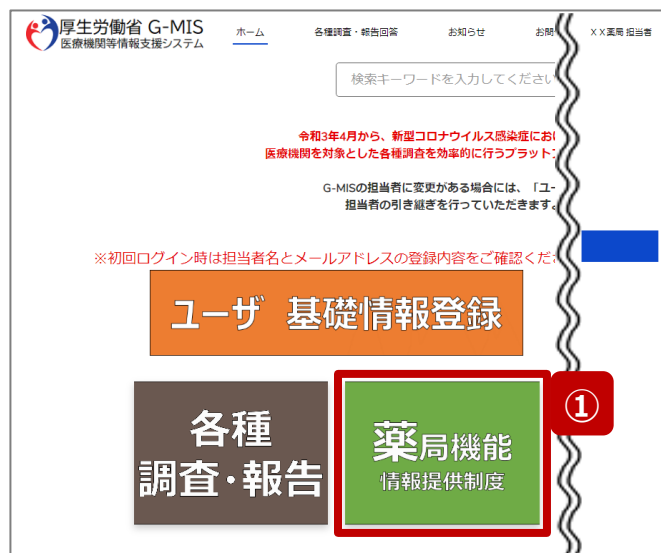 厚生労働省 G-MIS
医療機関等情報支援システム
ホーム
各種調査・報告回答
お知らせ
お問
XX薬局 担当者
検索キーワードを入力してください
令和3年4月から、新型コロナウイルス感染症におい
医療機関を対象とした各種調査を効率的に行うプラット
G-MISの担当者に変更がある場合には、「ユー
担当者の引き継ぎを行っていただきます。
※初回ログイン時は担当者名とメールアドレスの登録内容をご確認くだ
ユーザ 基礎情報登録
各種
調査・報告
薬局機能
情報提供制度
①